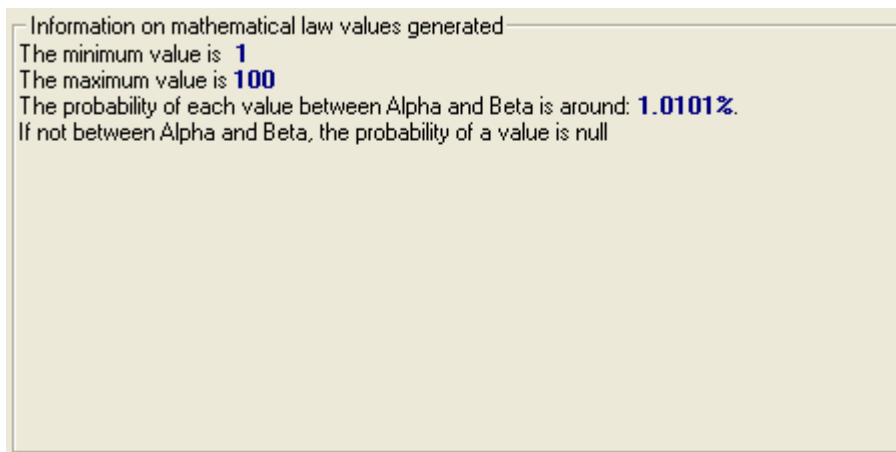 Information on mathematical law values generated
The minimum value is 1
The maximum value is 100
The probability of each value between Alpha and Beta is around: 1.0101%.
If not between Alpha and Beta, the probability of a value is null